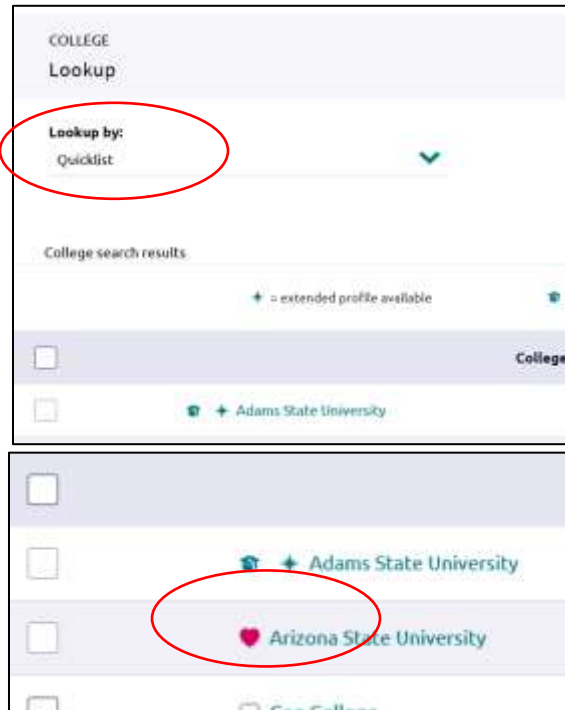 COLLEGE
Lookup
Lookup by:
Quicklist
College search results
= extended profile available
College
Adams State University
Adams State University
Arizona State University
College